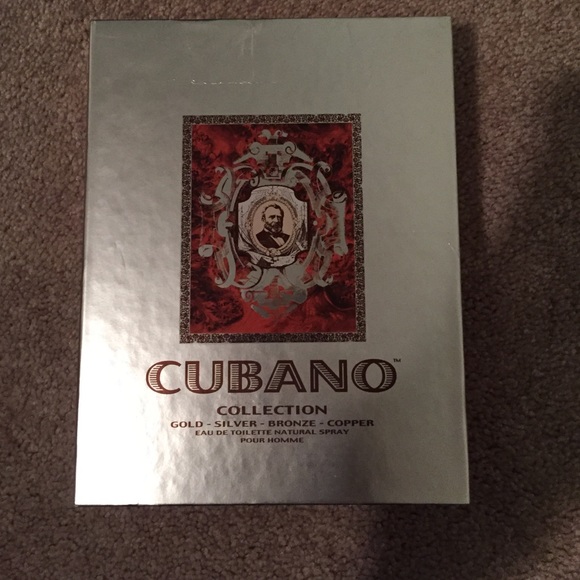 CUBANO™
COLLECTION
GOLD - SILVER - BRONZE - COPPER
EAU DE TOILETTE NATURAL SPRAY
POUR HOMME